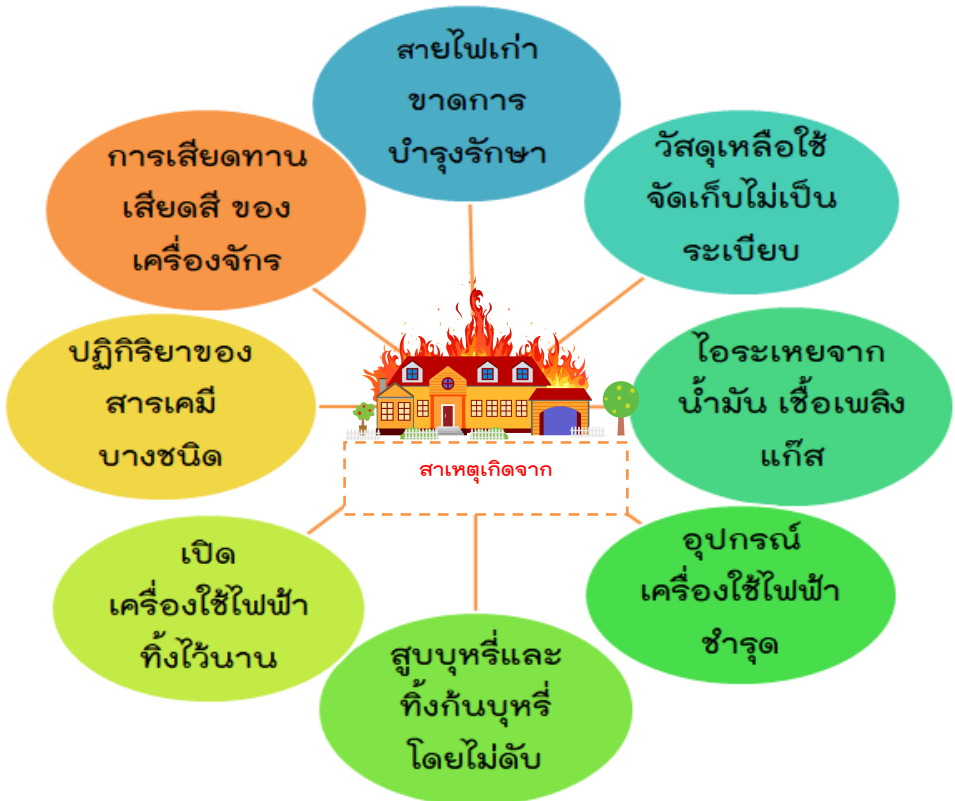 สายไฟเก่า
ขาดการ
บำรุงรักษา
วัสดุเหลือใช้
จัดเก็บไม่เป็น
ระเบียบ
ไอระเหยจาก
น้ำมัน เชื้อเพลิง
แก๊ส
อุปกรณ์
เครื่องใช้ไฟฟ้า
ชำรุด
สูบบุหรี่และ
ทิ้งก้นบุหรี่
โดยไม่ดับ
เปิด
เครื่องใช้ไฟฟ้า
ทิ้งไว้นาน
ปฏิกิริยาของ
สารเคมี
บางชนิด
การเสียดทาน
เสียดสี ของ
เครื่องจักร
สาเหตุเกิดจาก